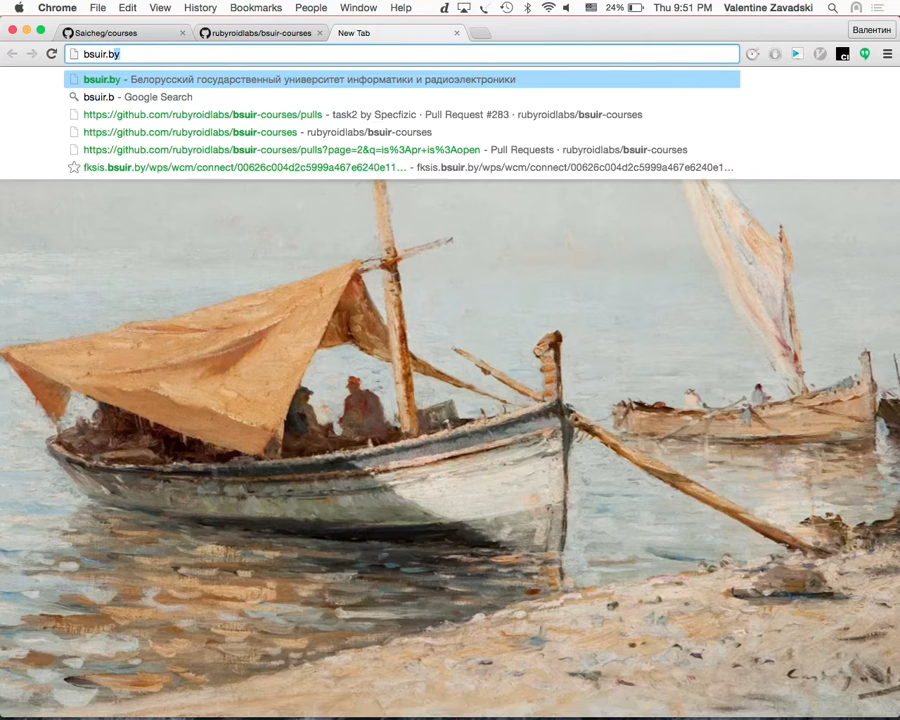 Chrome File Edit View History Bookmarks People Window Help
24% Thu 9:51 PM Valentine Zavadski
Saicheg/courses
rubyroidlabs/bsuir-courses
New Tab
Валентин
bsuir.by
bsuir.by - Белорусский государственный университет информатики и радиоэлектроники
bsuir.b - Google Search
https://github.com/rubyroidlabs/bsuir-courses/pulls - task2 by Specfizic · Pull Request #283 · rubyroidlabs/bsuir-courses
https://github.com/rubyroidlabs/bsuir-courses - rubyroidlabs/bsuir-courses
https://github.com/rubyroidlabs/bsuir-courses/pulls?page=2&q=is%3Apr+is%3Aopen - Pull Requests · rubyroidlabs/bsuir-courses
fksis.bsuir.by/wps/wcm/connect/00626c004d2c5999a467e6240e11... - fksis.bsuir.by/wps/wcm/connect/00626c004d2c5999a467e6240e1...